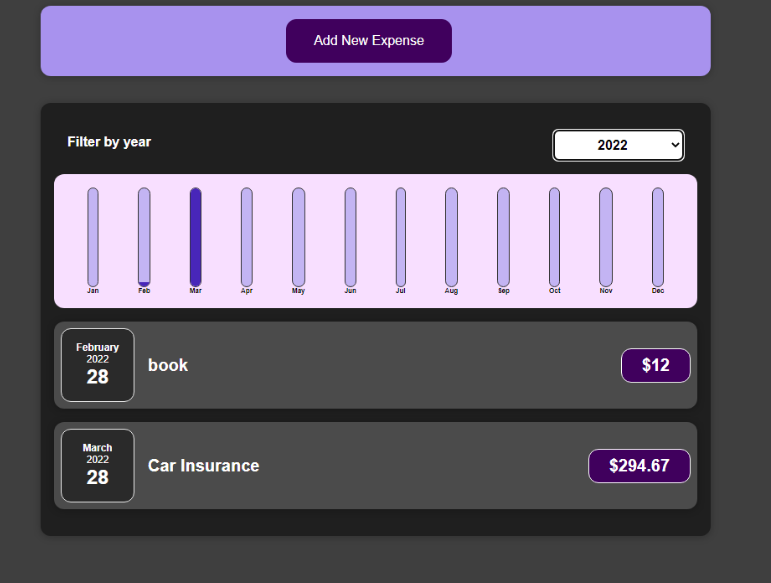 Add New Expense
Filter by year
2022
Jan Feb Mar Apr May Jun Jul Aug Sep Oct Nov Dec
February
2022
28
book
$12
March
2022
28
Car Insurance
$294.67